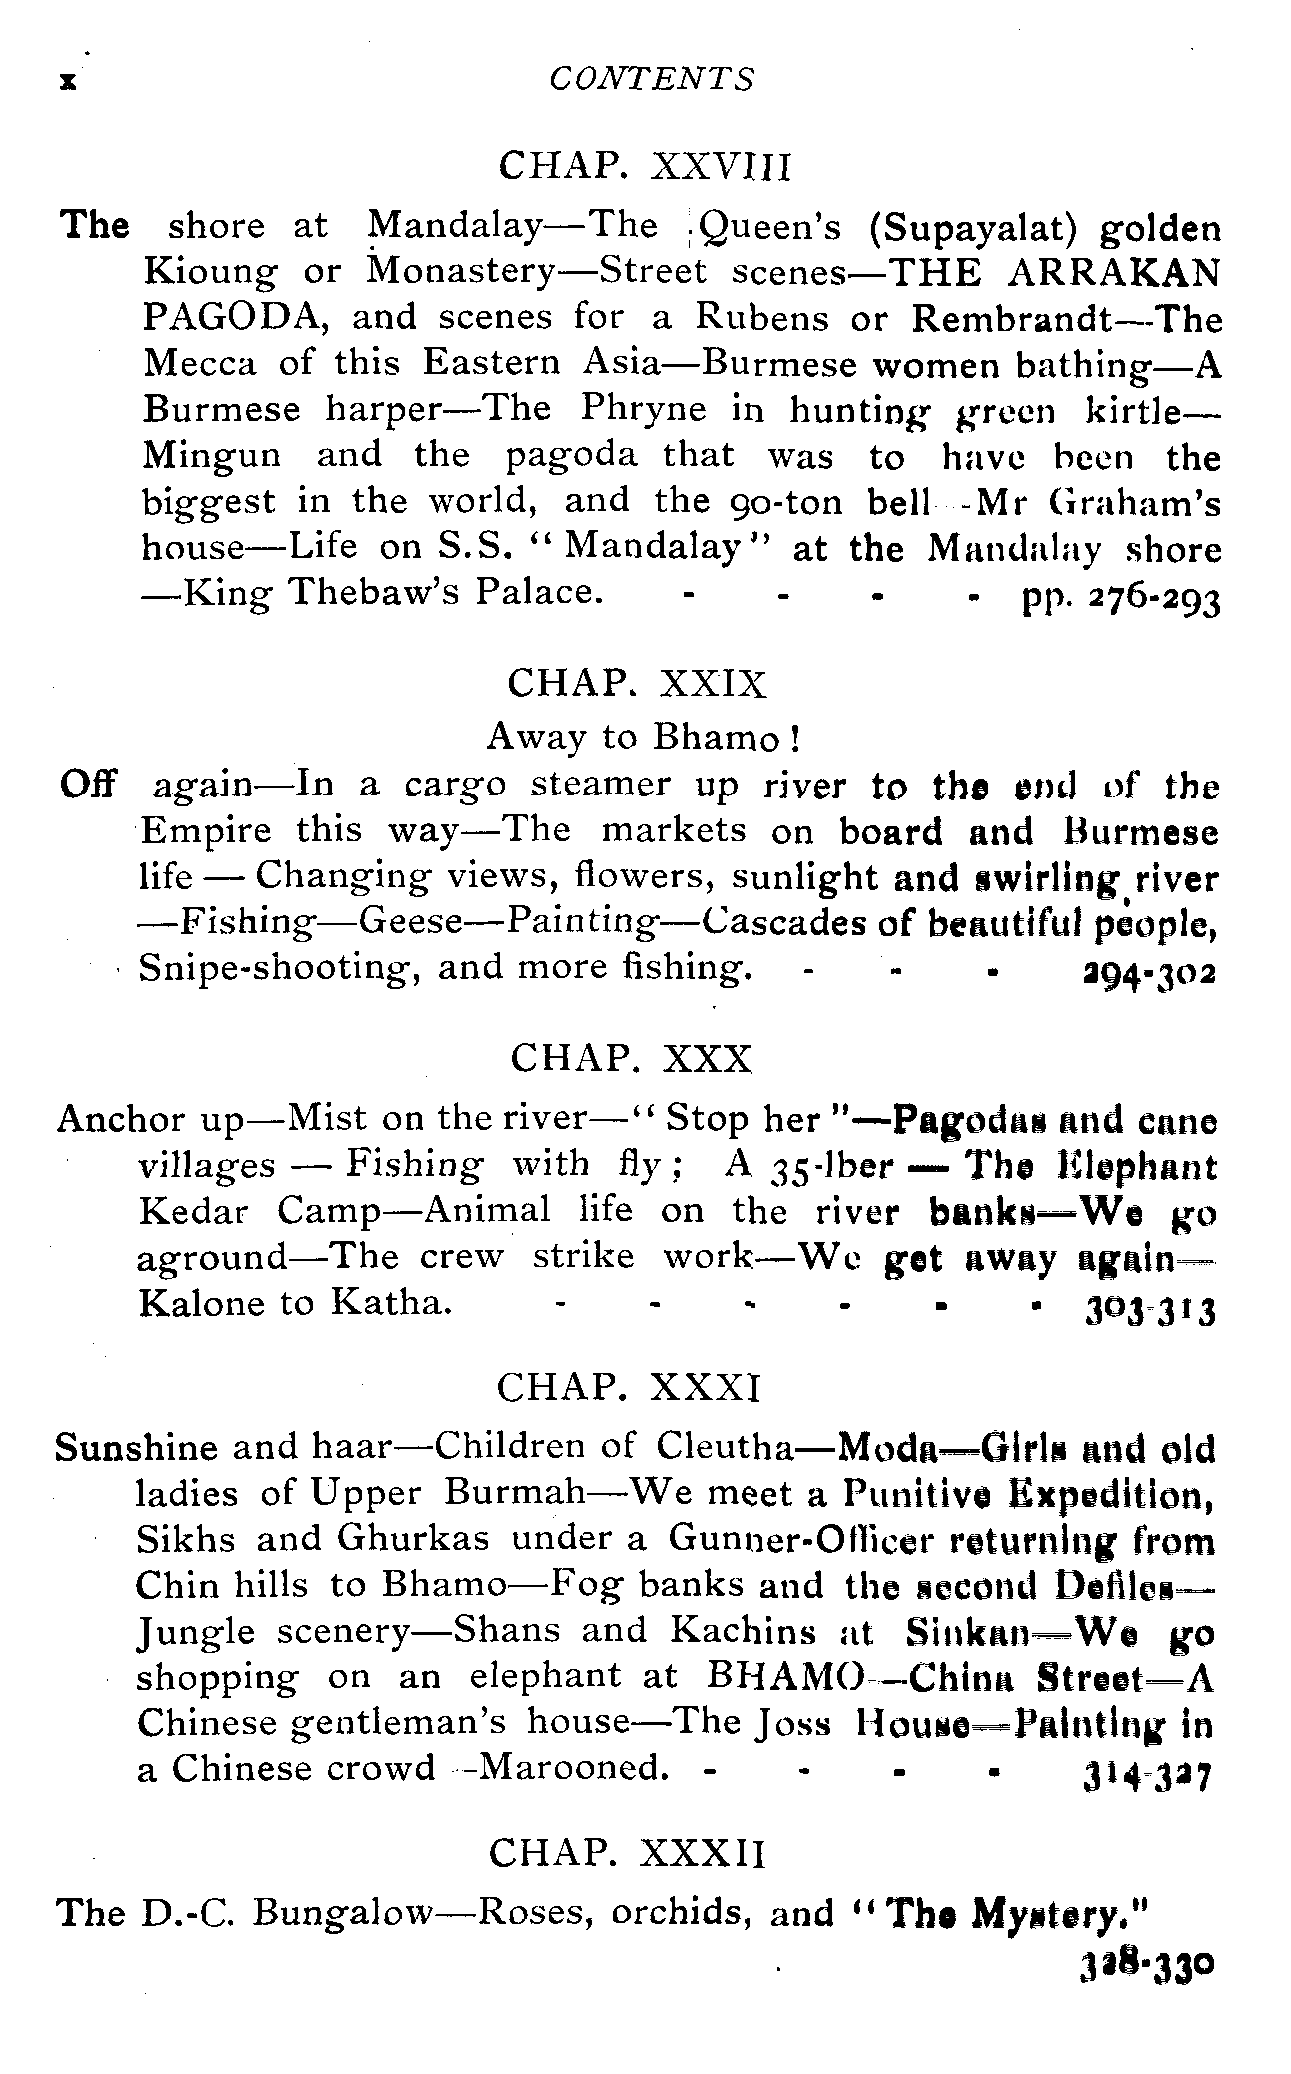 x CONTENTS
CHAP. XXVIII
The shore at Mandalay—The Queen's (Supayalat) golden
Kioung or Monastery—Street scenes—THE ARRAKAN
PAGODA, and scenes for a Rubens or Rembrandt—The
Mecca of this Eastern Asia—Burmese women bathing—A
Burmese harper—The Phryne in hunting green kirtle—
Mingun and the pagoda that was to have been the
biggest in the world, and the 90-ton bell—Mr Graham's
house—Life on S.S. "Mandalay" at the Mandalay shore
—King Thebaw's Palace. - - - - pp. 276-293
CHAP. XXIX
Away to Bhamo!
Off again—In a cargo steamer up river to the end of the
Empire this way—The markets on board and Burmese
life — Changing views, flowers, sunlight and swirling river
—Fishing—Geese—Painting—Cascades of beautiful people,
Snipe-shooting, and more fishing. - - - 294-302
CHAP. XXX
Anchor up—Mist on the river—"Stop her"—Pagodas and cane
villages — Fishing with fly; A 35-lber — The Elephant
Kedar Camp—Animal life on the river banks—We go
aground—The crew strike work—We get away again—
Kalone to Katha. - - - - - - 303-313
CHAP. XXXI
Sunshine and haar—Children of Cleutha—Moda—Girls and old
ladies of Upper Burmah—We meet a Punitive Expedition,
Sikhs and Ghurkas under a Gunner-Officer returning from
Chin hills to Bhamo—Fog banks and the second Defiles—
Jungle scenery—Shans and Kachins at Sinkan—We go
shopping on an elephant at BHAMO—China Street—A
Chinese gentleman's house—The Joss House—Painting in
a Chinese crowd—Marooned. - - - - 314-327
CHAP. XXXII
The D.-C. Bungalow—Roses, orchids, and "The Mystery."
328-330